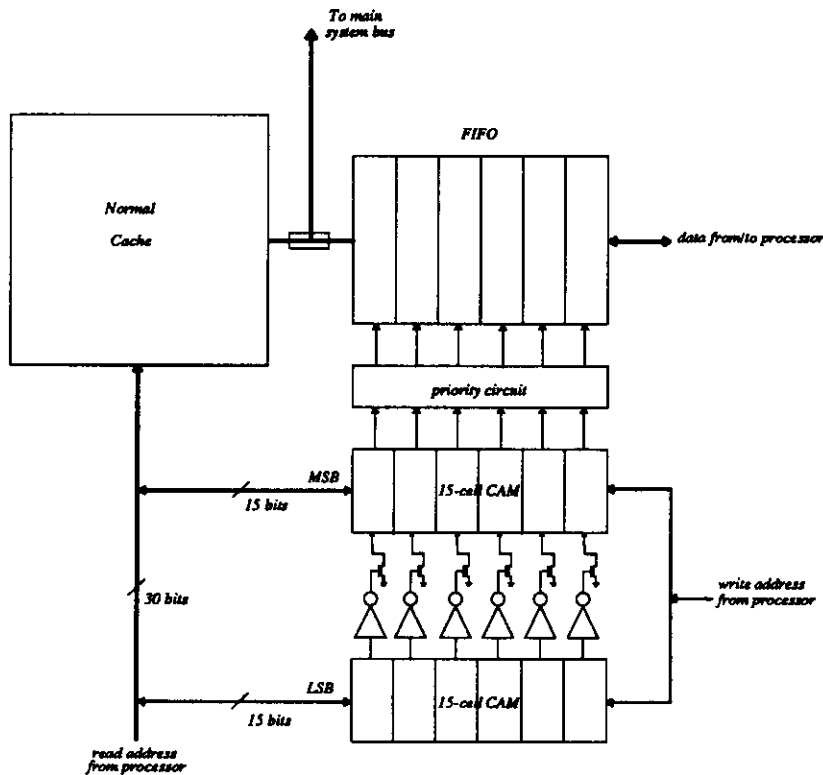 To main
system bus
FIFO
Normal
Cache
data from/to processor
priority circuit
MSB
15-cell CAM
15 bits
30 bits
write address
from processor
LSB
15-cell CAM
15 bits
read address
from processor